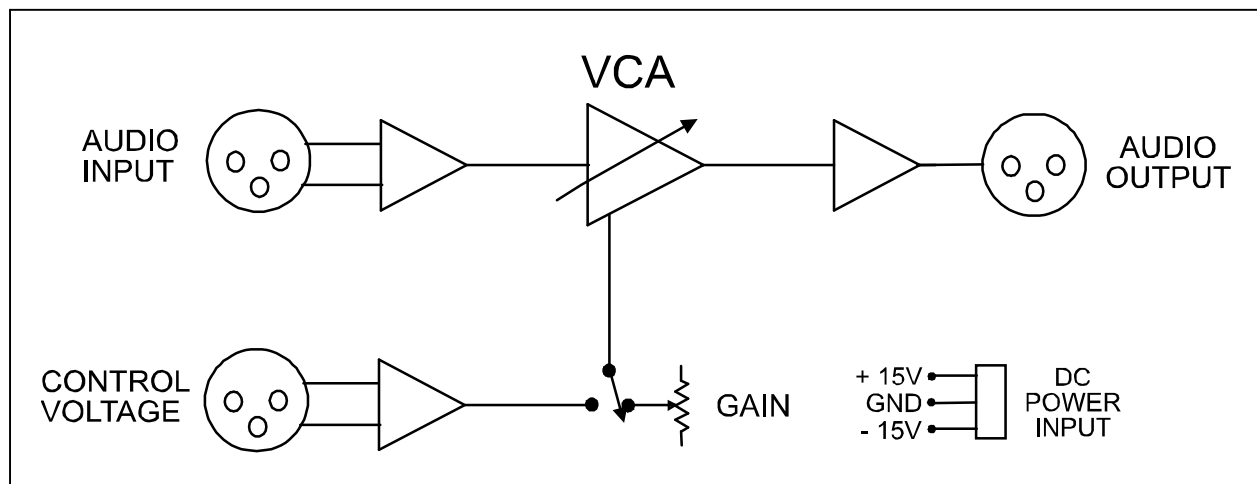 VCA
AUDIO
INPUT
AUDIO
OUTPUT
CONTROL
VOLTAGE
GAIN
+ 15V
GND
- 15V
DC
POWER
INPUT